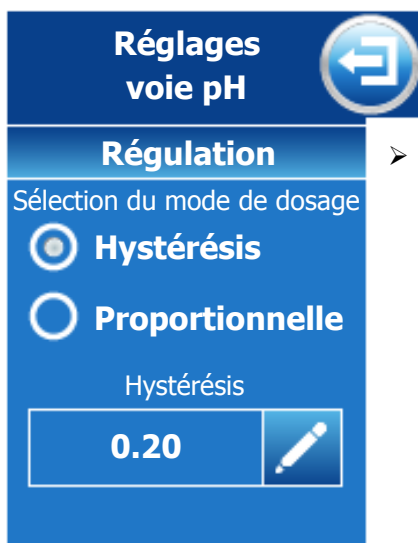 Réglages
voie pH
Régulation
➢
Sélection du mode de dosage
Hystérésis
Proportionnelle
Hystérésis
0.20